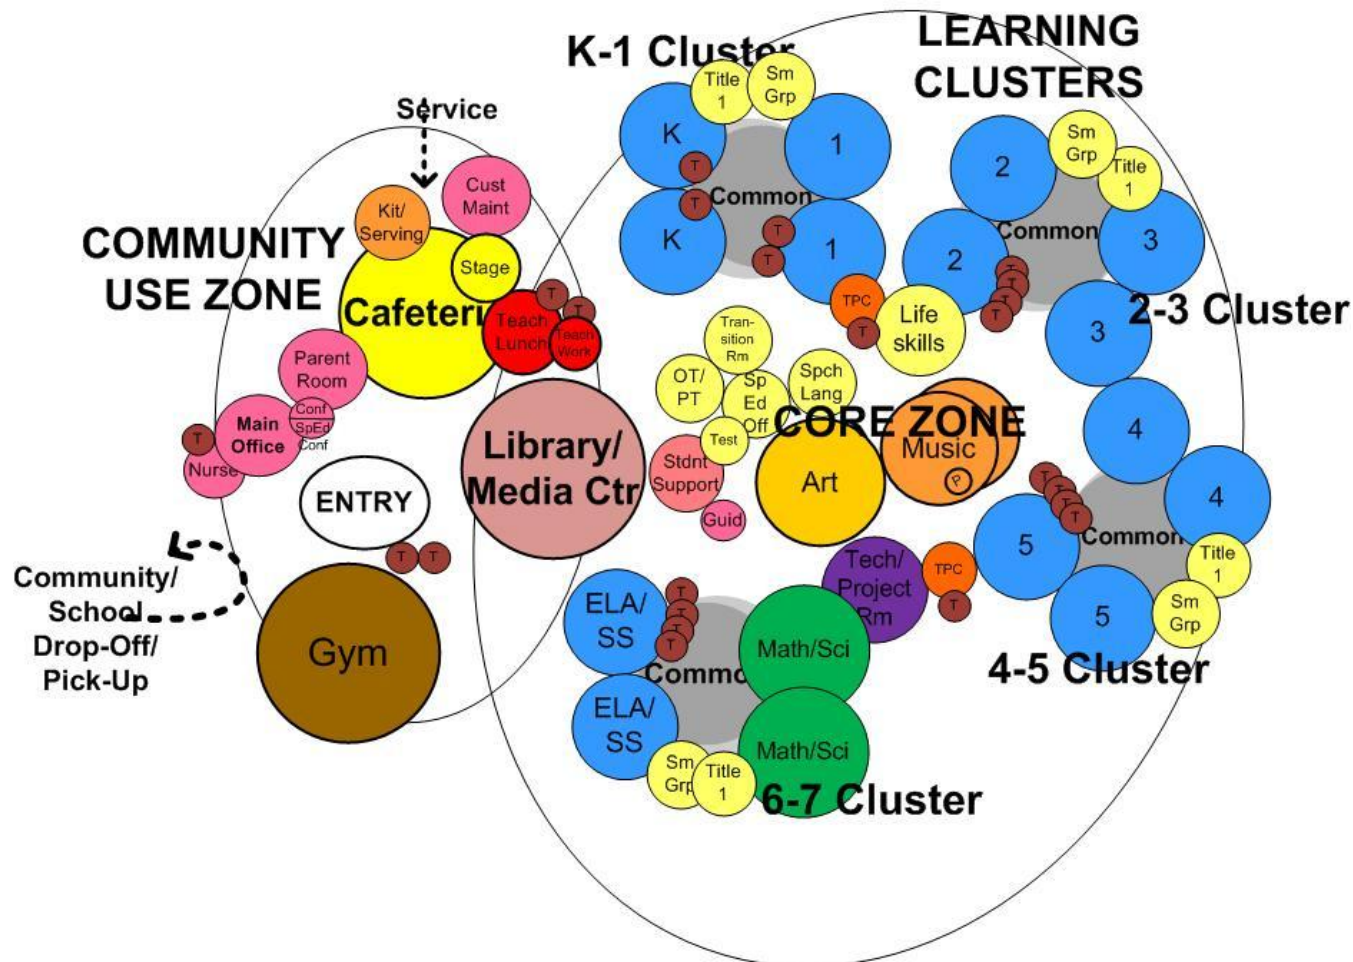 K-1 Cluster
LEARNING
CLUSTERS
Title
1
Sm
Grp
K
1
T
T
Common
T
T
K
1
Sm
Grp
Title
1
2
Common
3
2
T
T
T
T
2-3 Cluster
3
TPC
T
Life
skills
Service
Cust
Maint
Kit/
Serving
COMMUNITY
USE ZONE
Stage
Cafeteri
T
T
Teach
Lunch
Teach
Work
Parent
Room
Conf
SpEd
Conf
Main
Office
T
Nurse
ENTRY
T
T
Library/
Media Ctr
Tran-
sition
Rm
OT/
PT
Sp
Ed
Off
Spch
Lang
Test
CORE ZONE
Stdnt
Support
Guid
Art
Music
P
4
4
T
T
T
T
Common
5
Title
1
Sm
Grp
5
4-5 Cluster
Community/
School
Drop-Off/
Pick-Up
Gym
Tech/
Project
Rm
TPC
T
ELA/
SS
T
T
T
T
Math/Sci
Commo
ELA/
SS
Math/Sci
Sm
Grp
Title
1
6-7 Cluster